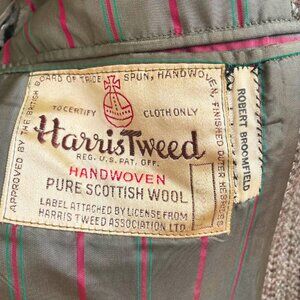 APPROVED BY THE BRITISH BOARD OF TRADE
SPUN, HANDWOVEN, FINISHED OUTER HEBRIDES
TO CERTIFY CLOTH ONLY
Harris Tweed
REG. U.S. PAT. OFF.
HANDWOVEN
PURE SCOTTISH WOOL
LABEL ATTACHED BY LICENSE FROM
HARRIS TWEED ASSOCIATION LTD
ROBERT BROOMFIELD